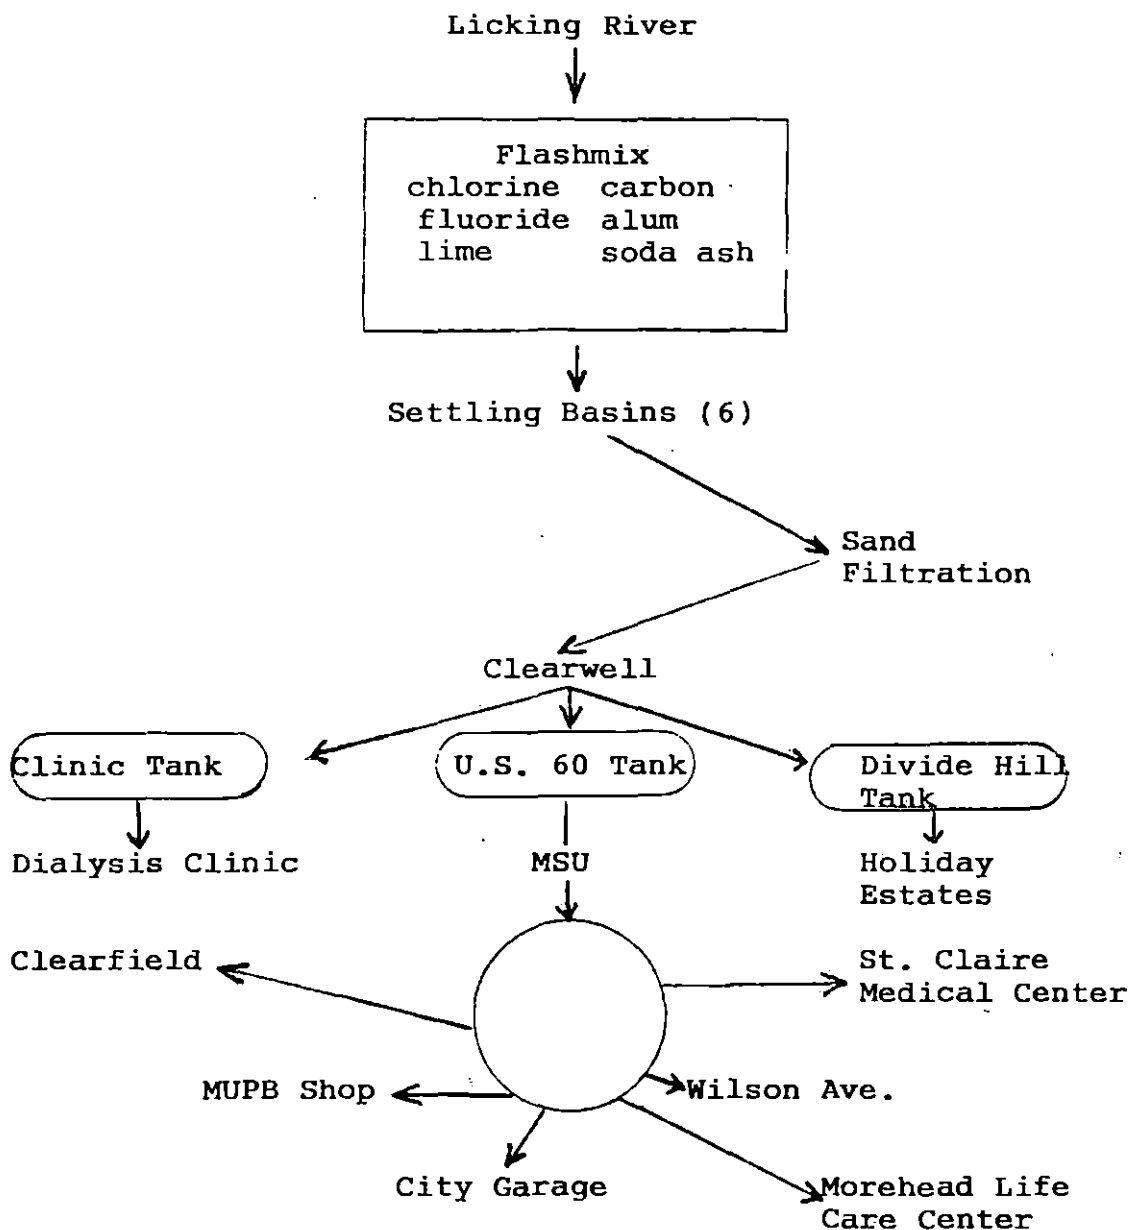 Licking River
Flashmix
chlorine carbon
fluoride alum
lime soda ash
Settling Basins (6)
Sand
Filtration
Clearwell
Clinic Tank
U.S. 60 Tank
Divide Hill
Tank
Dialysis Clinic
MSU
Holiday
Estates
Clearfield
St. Claire
Medical Center
MUPB Shop
Wilson Ave.
City Garage
Morehead Life
Care Center